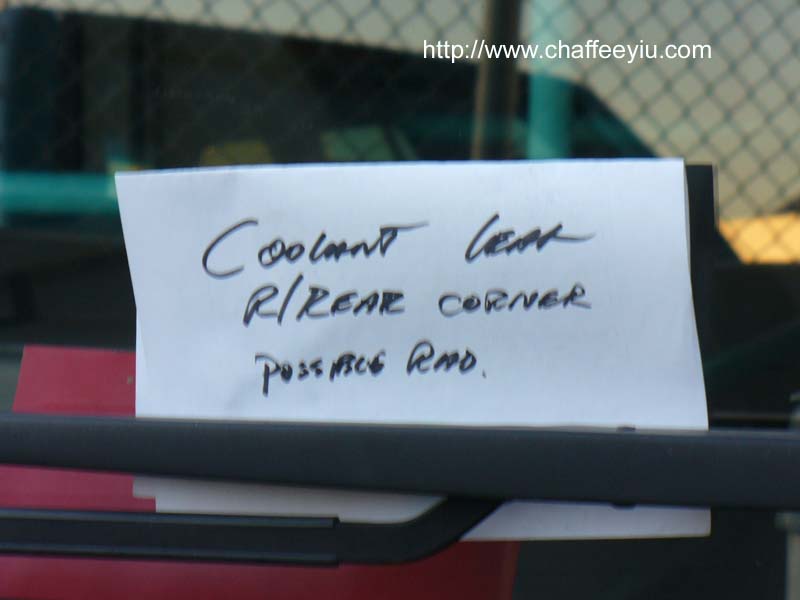 http://www.chaffeeyiu.com
COOLANT LEAK
R/REAR CORNER
POSSIBLE RAD.